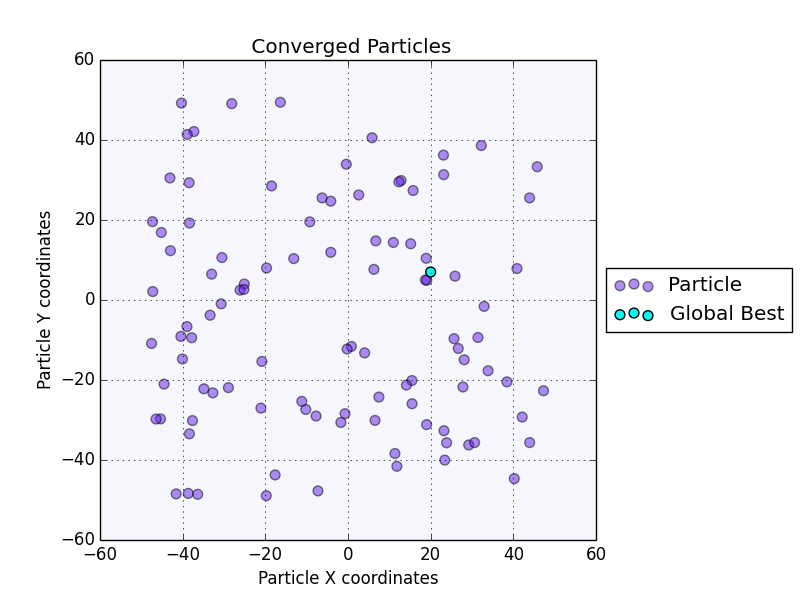 Converged Particles
60
40
20
0
−20
−40
−60
−60 −40 −20 0 20 40 60
Particle X coordinates
Particle Y coordinates
Particle
Global Best